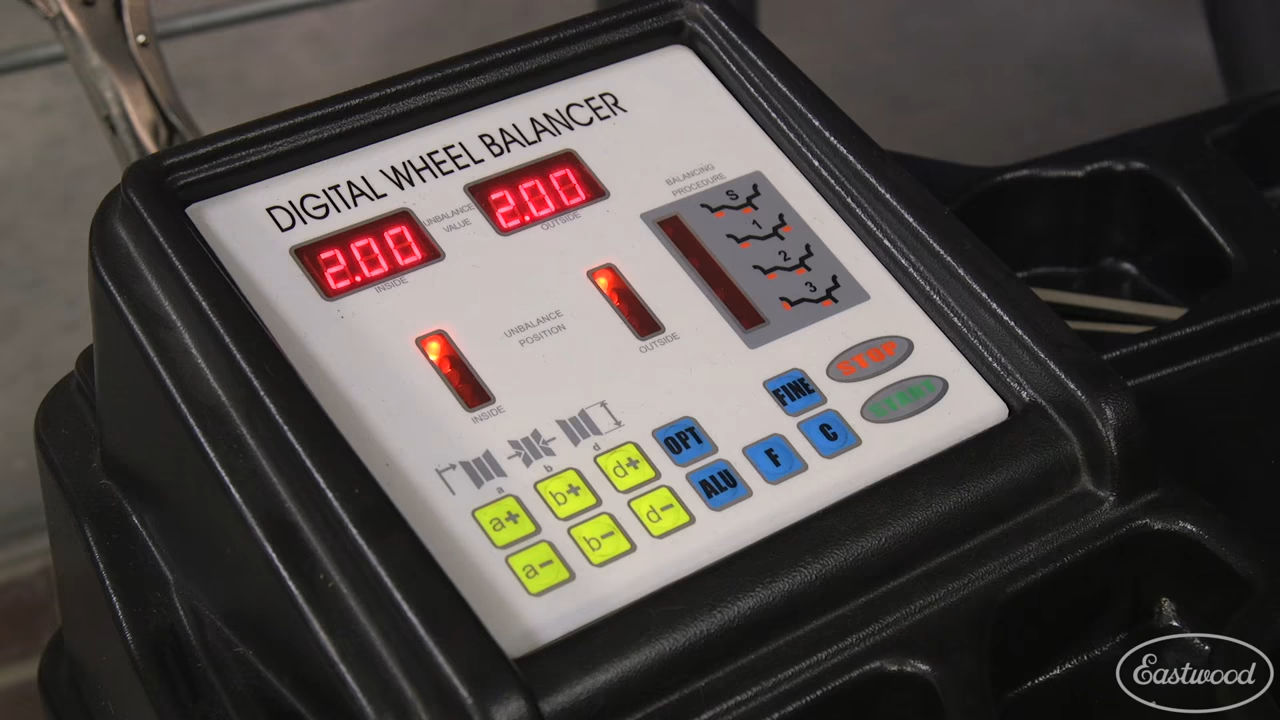 DIGITAL WHEEL BALANCER
2.00
INSIDE
UNBALANCE
VALUE
2.00
OUTSIDE
BALANCING
PROCEDURE
S
1
2
3
UNBALANCE
POSITION
INSIDE
OUTSIDE
STOP
START
FINE
C
OPT
F
ALU
a
b
d
a+
b+
d+
a-
b-
d-
Eastwood